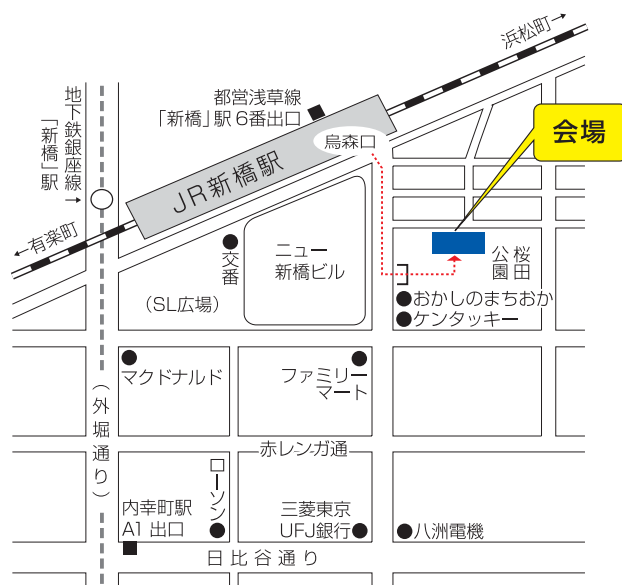 浜松町→
都営浅草線
「新橋」駅 6番出口
烏森口
会場
地下鉄銀座線→
「新橋」駅
JR新橋駅
←有楽町
交番
ニュー
新橋ビル
桜田
公園
(SL広場)
おかしのまちおか
ケンタッキー
マクドナルド
ファミリー
マート
(外堀通り)
赤レンガ通
ローソン
内幸町駅
A1 出口
三菱東京
UFJ銀行
八洲電機
日比谷通り